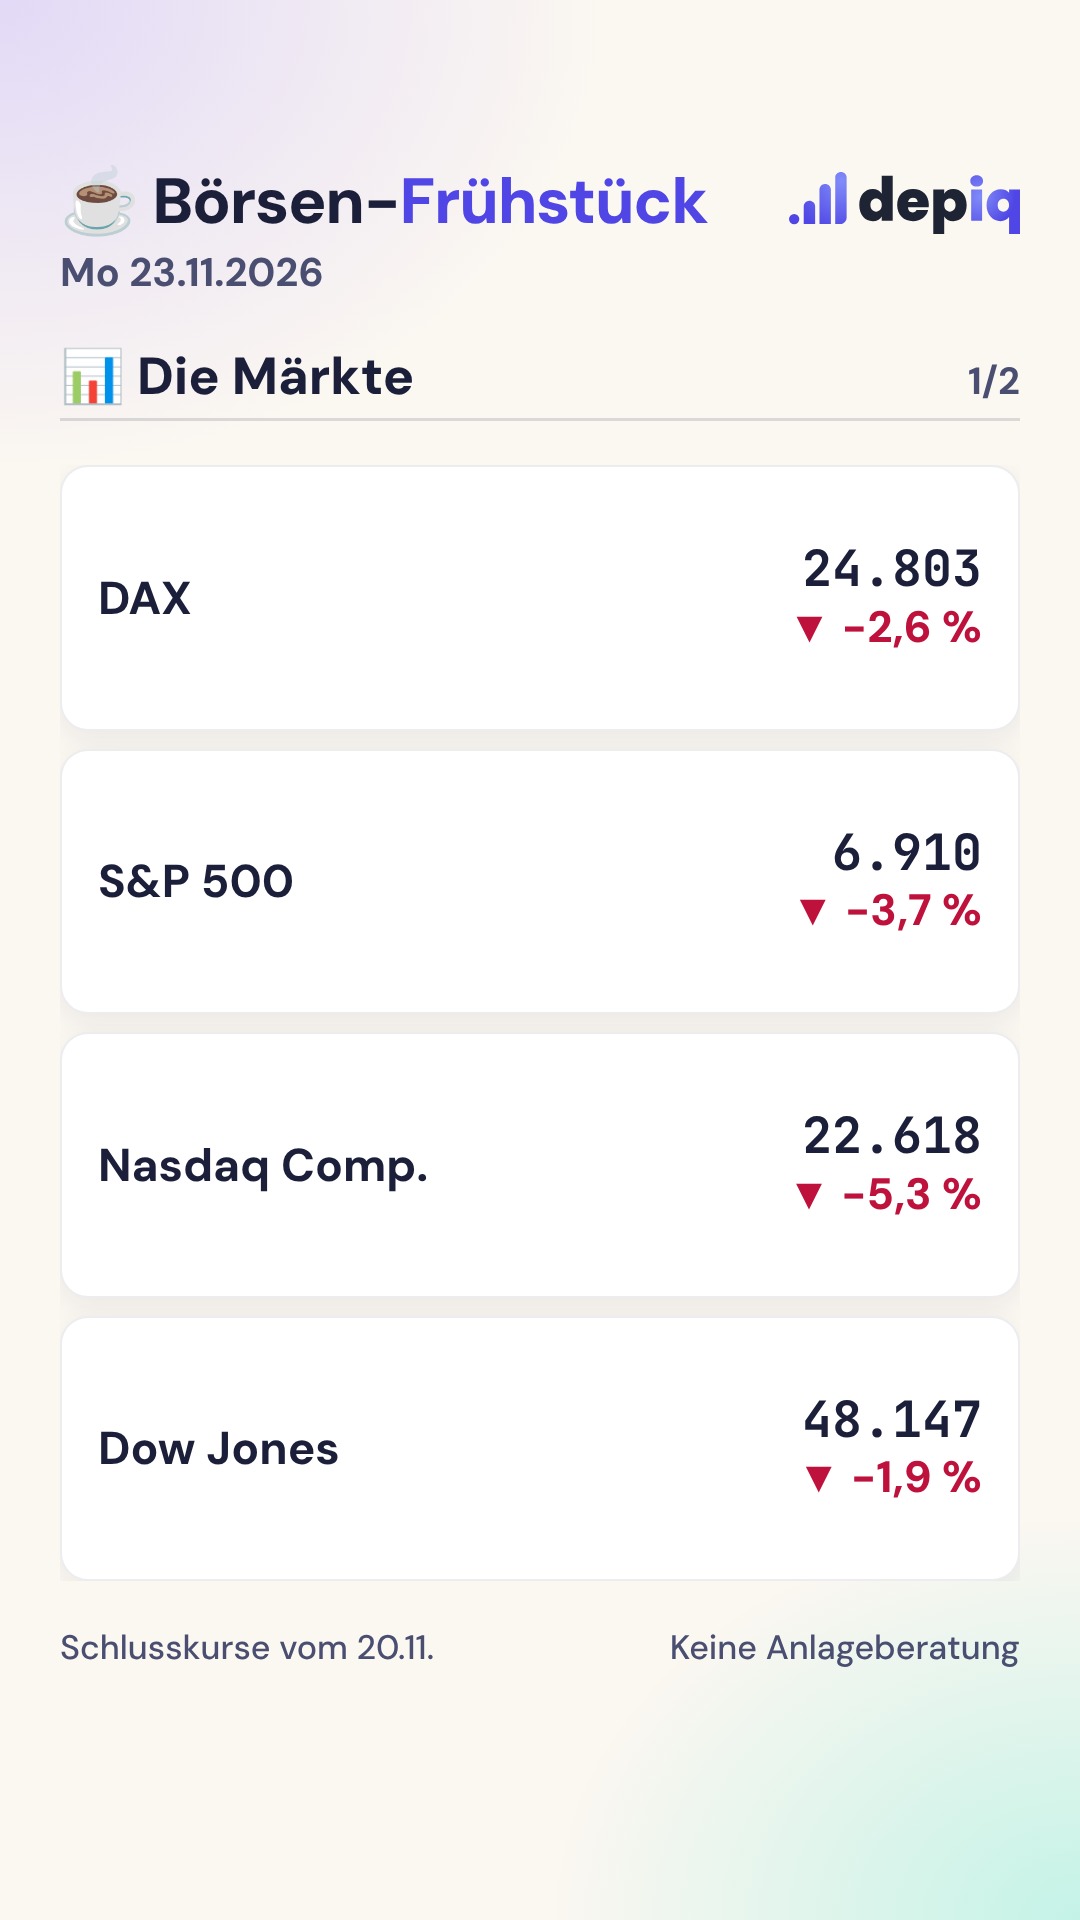 ☕ Börsen-Frühstück
depiq
Mo 23.11.2026
📊 Die Märkte
1/2
DAX
24.803
▼ -2,6 %
S&P 500
6.910
▼ -3,7 %
Nasdaq Comp.
22.618
▼ -5,3 %
Dow Jones
48.147
▼ -1,9 %
Schlusskurse vom 20.11.
Keine Anlageberatung